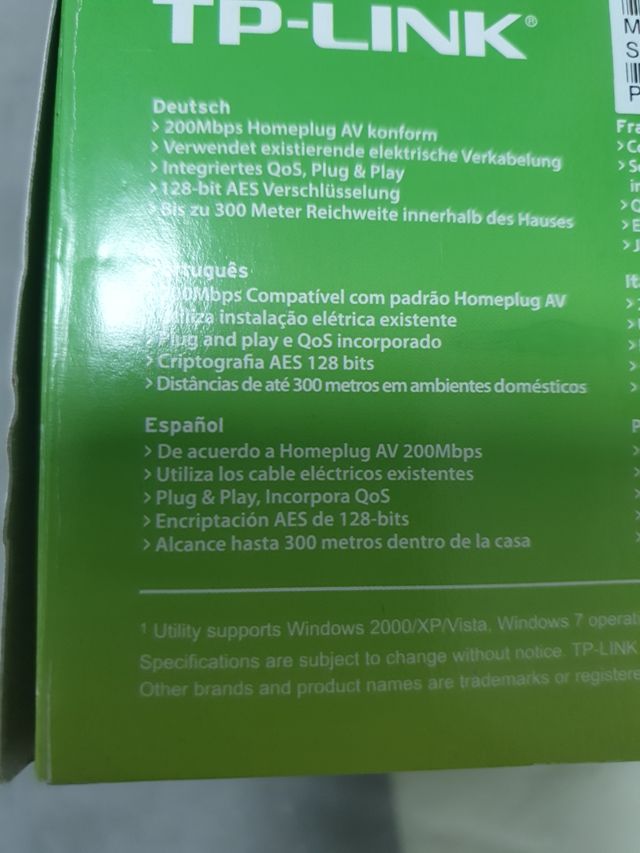 TP-LINK®
Deutsch
> 200Mbps Homeplug AV konform
> Verwendet existierende elektrische Verkabelung
> Integriertes QoS, Plug & Play
> 128-bit AES Verschlüsselung
> Bis zu 300 Meter Reichweite innerhalb des Hauses
Português
200Mbps Compatível com padrão Homeplug AV
Utiliza instalação elétrica existente
> Plug and play e QoS incorporado
> Criptografia AES 128 bits
> Distâncias de até 300 metros em ambientes domésticos
Español
> De acuerdo a Homeplug AV 200Mbps
> Utiliza los cable eléctricos existentes
> Plug & Play, Incorpora QoS
> Encriptación AES de 128-bits
> Alcance hasta 300 metros dentro de la casa
¹ Utility supports Windows 2000/XP/Vista, Windows 7
Specifications are subject to change without notice. TP-LINK
Other brands and product names are trademarks or